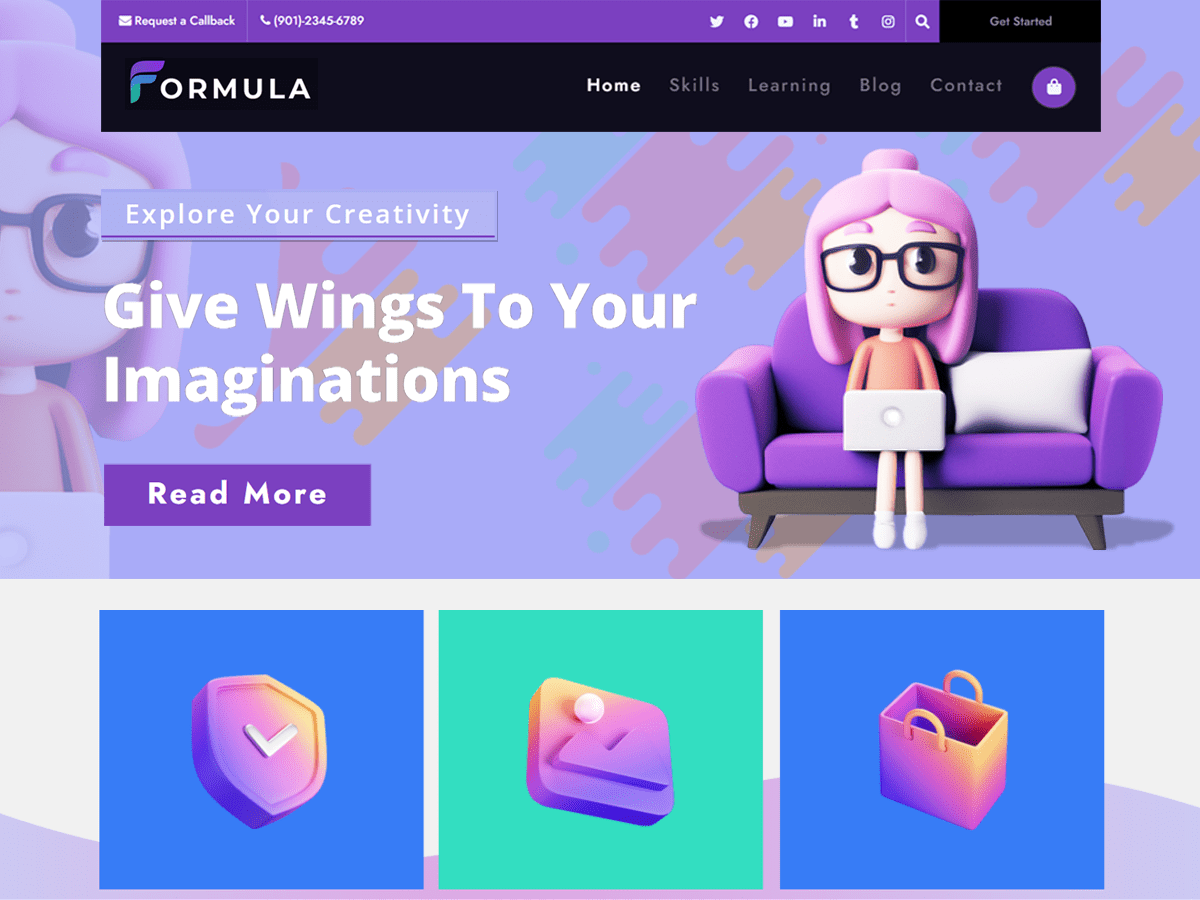 Request a Callback
(901)-2345-6789
Get Started
FORMULA
Home
Skills
Learning
Blog
Contact
Explore Your Creativity
Give Wings To Your
Imaginations
Read More